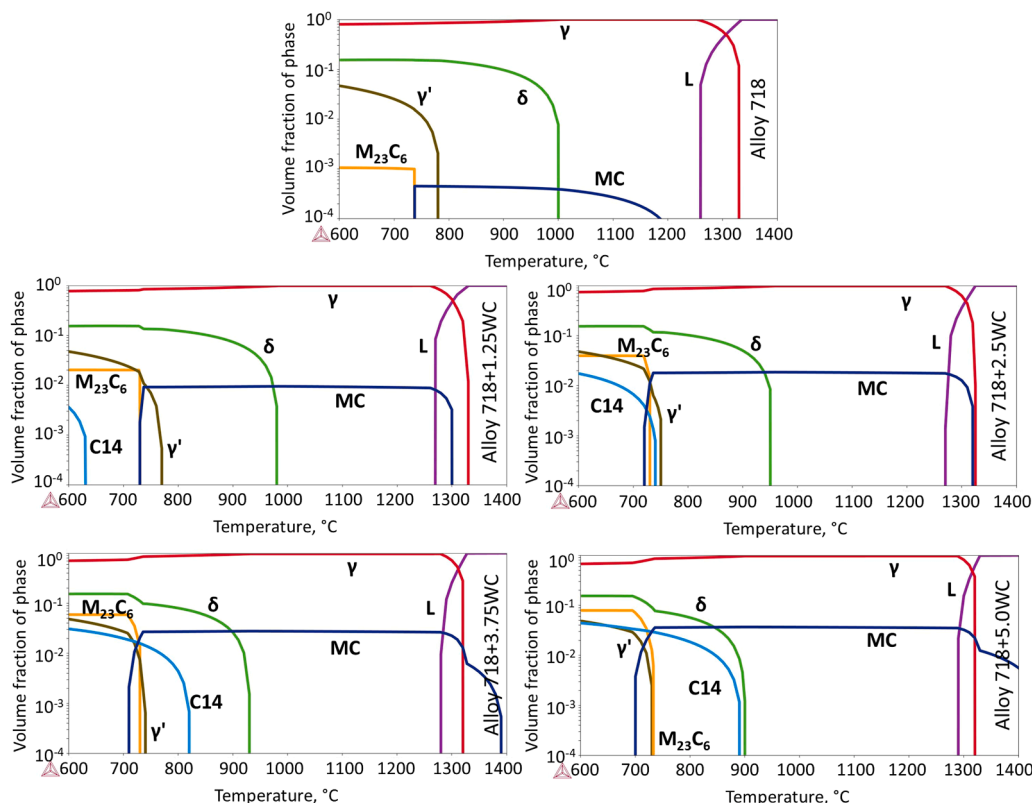 Volume fraction of phase
10⁰
10⁻¹
10⁻²
10⁻³
10⁻⁴
γ
γ'
δ
L
M₂₃C₆
MC
Alloy 718
600 700 800 900 1000 1100 1200 1300 1400
Temperature, °C
Volume fraction of phase
10⁰
10⁻¹
10⁻²
10⁻³
10⁻⁴
γ
δ
L
M₂₃C₆
MC
C14
γ'
Alloy 718+1.25WC
600 700 800 900 1000 1100 1200 1300 1400
Temperature, °C
Volume fraction of phase
10⁰
10⁻¹
10⁻²
10⁻³
10⁻⁴
γ
M₂₃C₆
δ
L
C14
γ'
MC
Alloy 718+2.5WC
600 700 800 900 1000 1100 1200 1300 1400
Temperature, °C
Volume fraction of phase
10⁰
10⁻¹
10⁻²
10⁻³
10⁻⁴
γ
M₂₃C₆
δ
L
MC
C14
γ'
Alloy 718+3.75WC
600 700 800 900 1000 1100 1200 1300 1400
Temperature, °C
Volume fraction of phase
10⁰
10⁻¹
10⁻²
10⁻³
10⁻⁴
γ
δ
L
γ'
MC
C14
M₂₃C₆
Alloy 718+5.0WC
600 700 800 900 1000 1100 1200 1300 1400
Temperature, °C